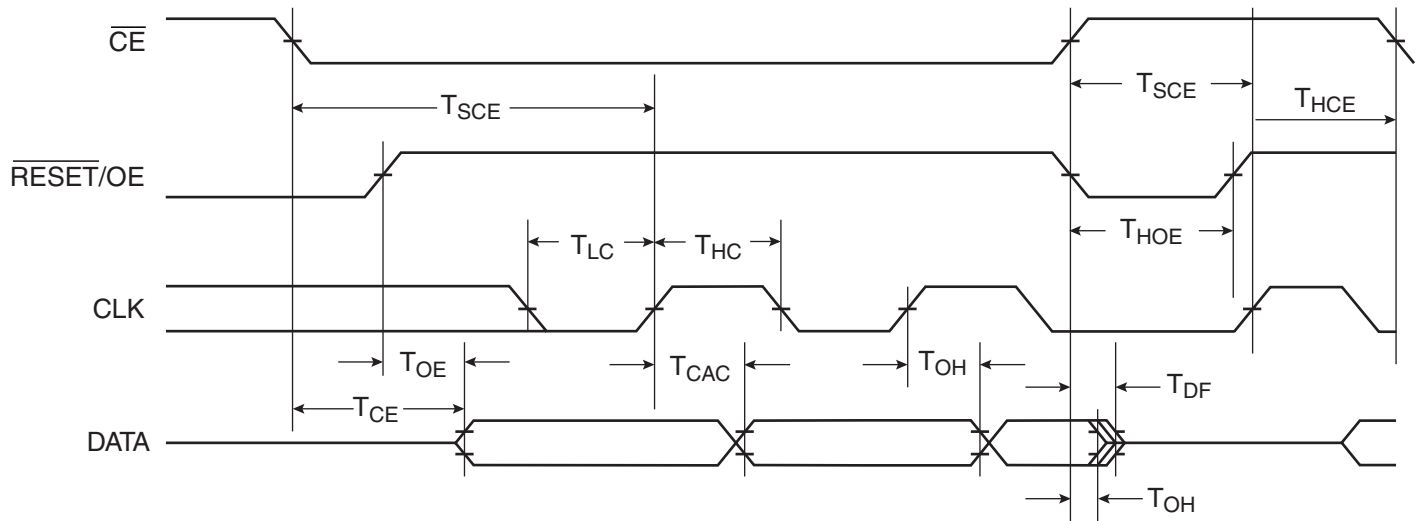 CE
T_SCE
T_SCE
T_HCE
RESET/OE
T_LC
T_HC
T_HOE
CLK
T_OE
T_CAC
T_OH
T_DF
T_CE
DATA
T_OH